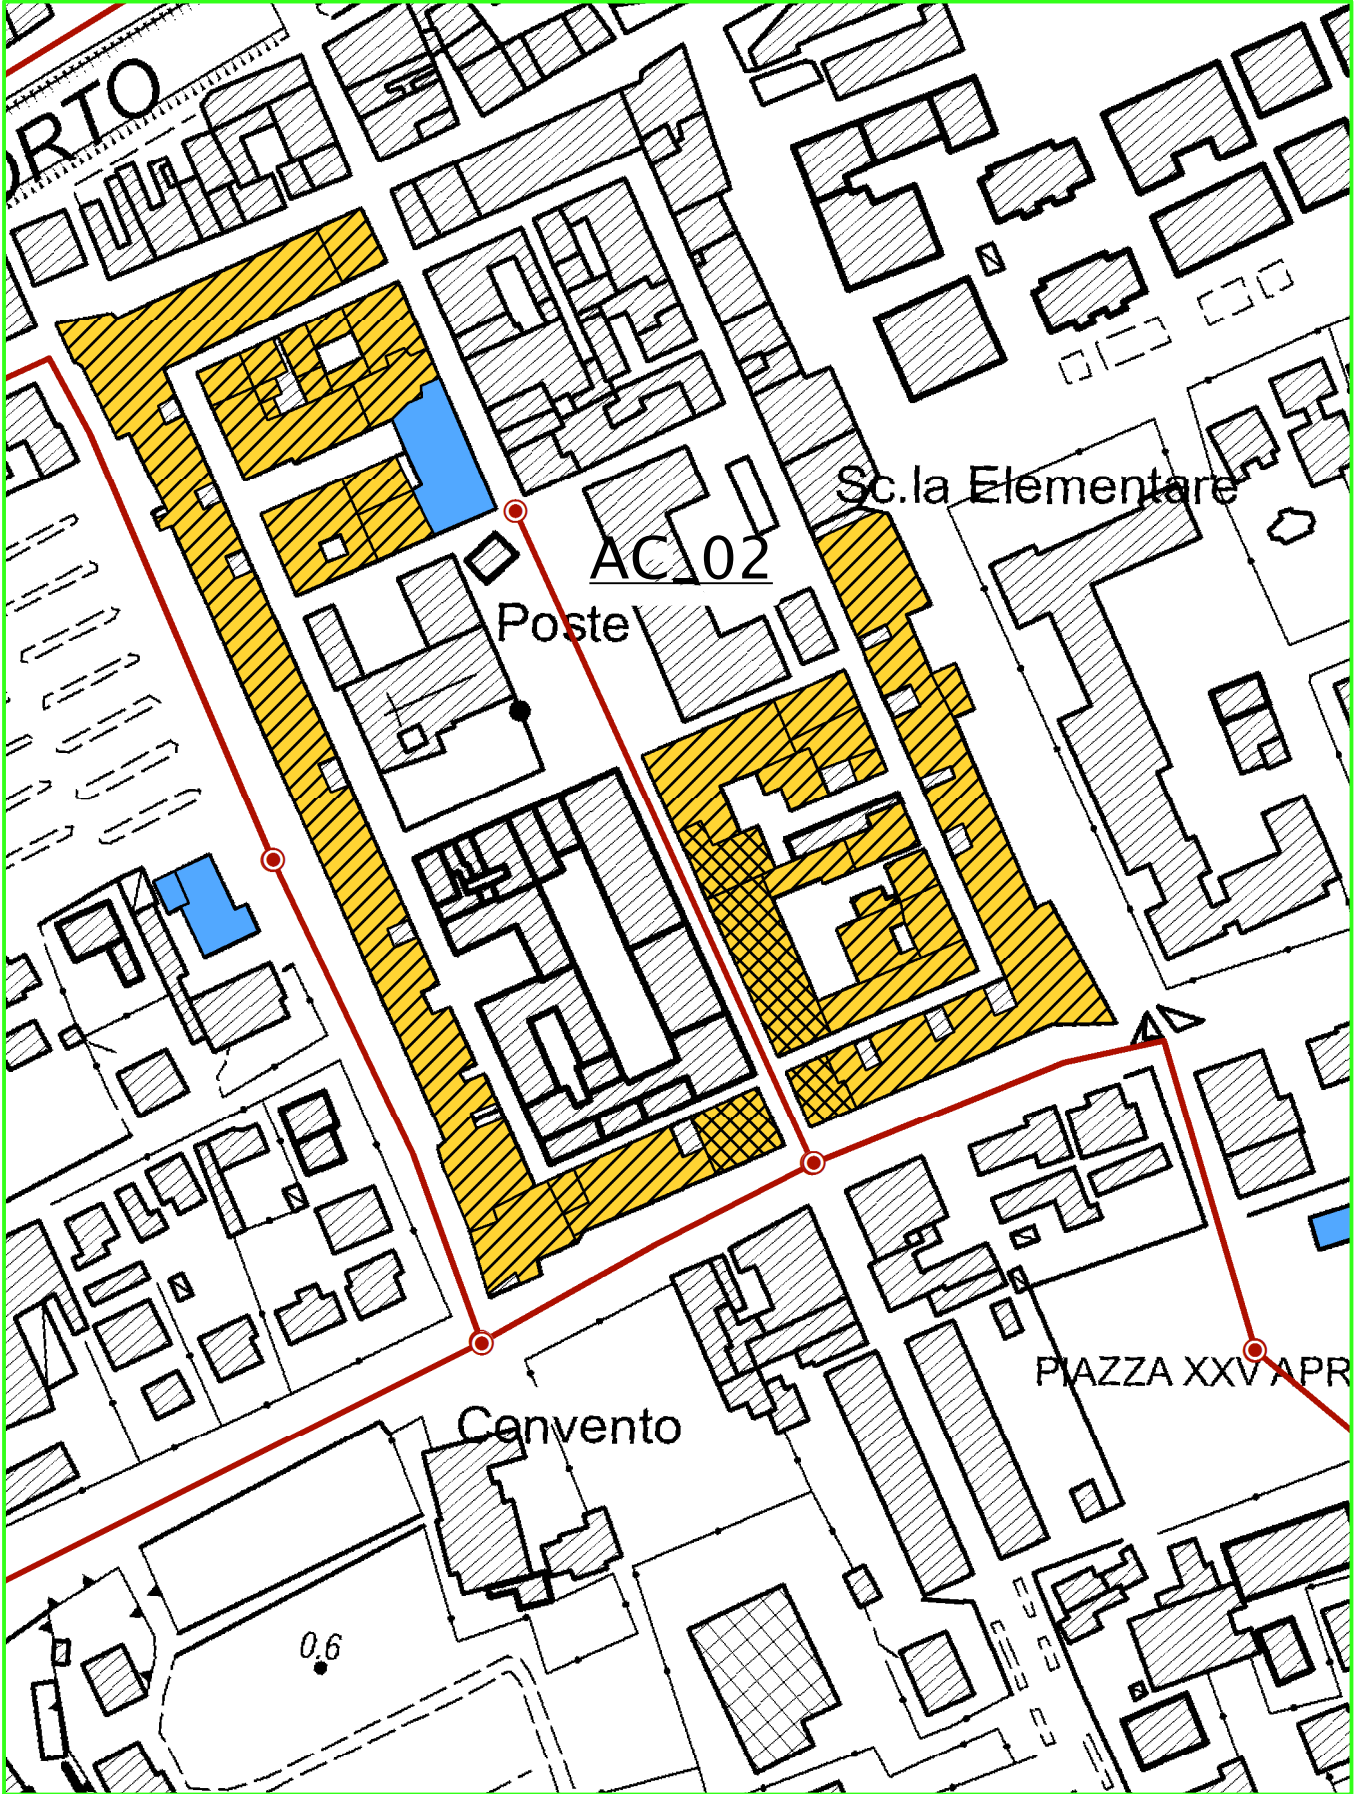 ORTO
Sc.la Elementare
AC_02
Poste
PIAZZA XXV APR
Convento
0.6